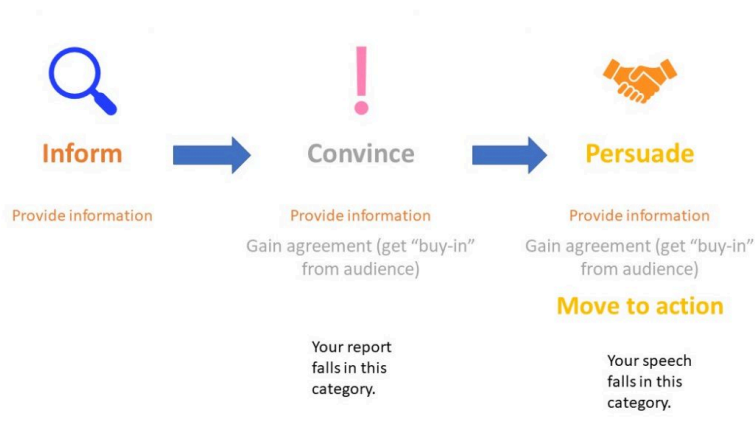 Inform
Convince
Persuade
Provide information
Provide information
Gain agreement (get “buy-in”
from audience)
Provide information
Gain agreement (get “buy-in”
from audience)
Move to action
Your report
falls in this
category.
Your speech
falls in this
category.